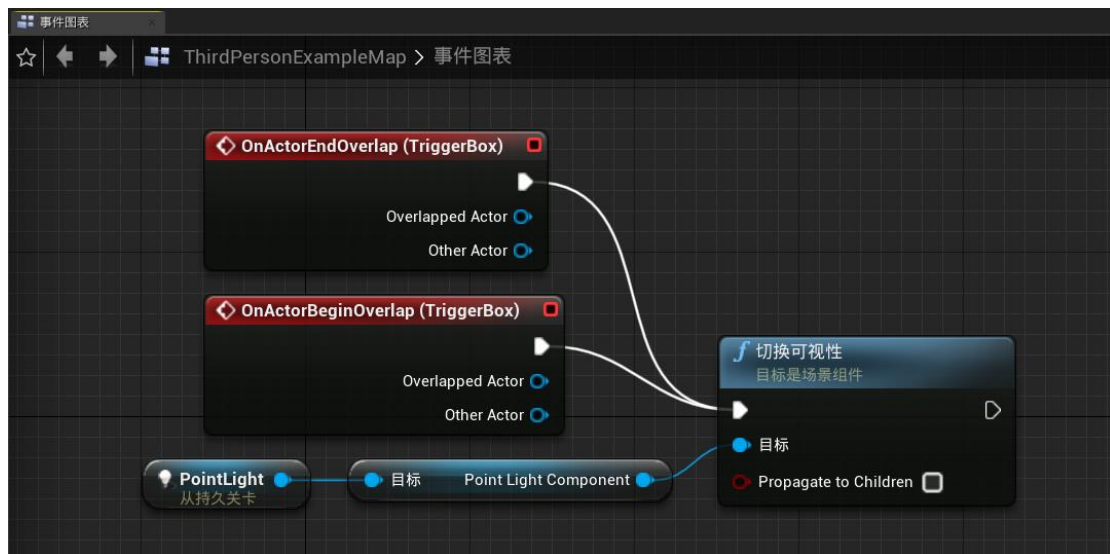 事件图表
ThirdPersonExampleMap > 事件图表
OnActorEndOverlap (TriggerBox)
Overlapped Actor
Other Actor
OnActorBeginOverlap (TriggerBox)
Overlapped Actor
Other Actor
切换可视性
目标是场景组件
目标
Propagate to Children
PointLight
从持久关卡
目标 Point Light Component